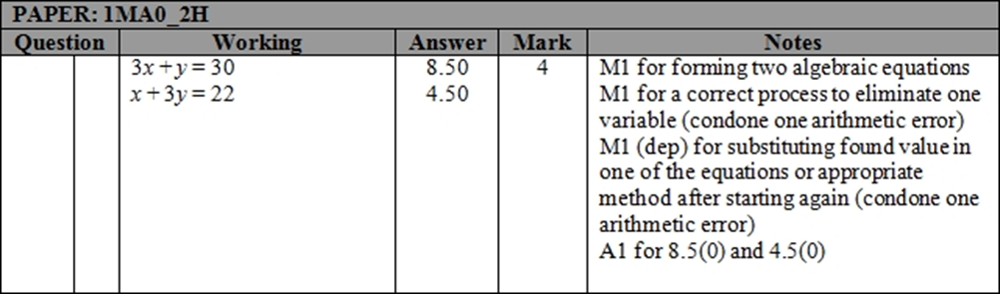 PAPER: 1MA0_2H
Question Working Answer Mark Notes
3x + y = 30 8.50 4 M1 for forming two algebraic equations
x + 3y = 22 4.50 M1 for a correct process to eliminate one
variable (condone one arithmetic error)
M1 (dep) for substituting found value in
one of the equations or appropriate
method after starting again (condone one
arithmetic error)
A1 for 8.5(0) and 4.5(0)